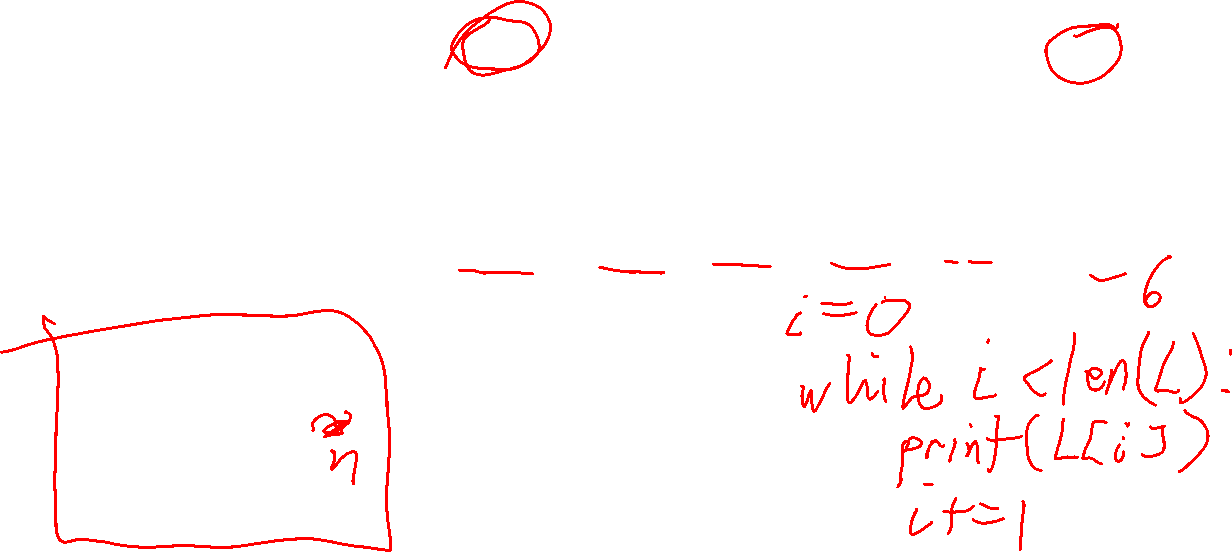 -6
i=0
while i < len(L):
print(L[i])
n
i+=1